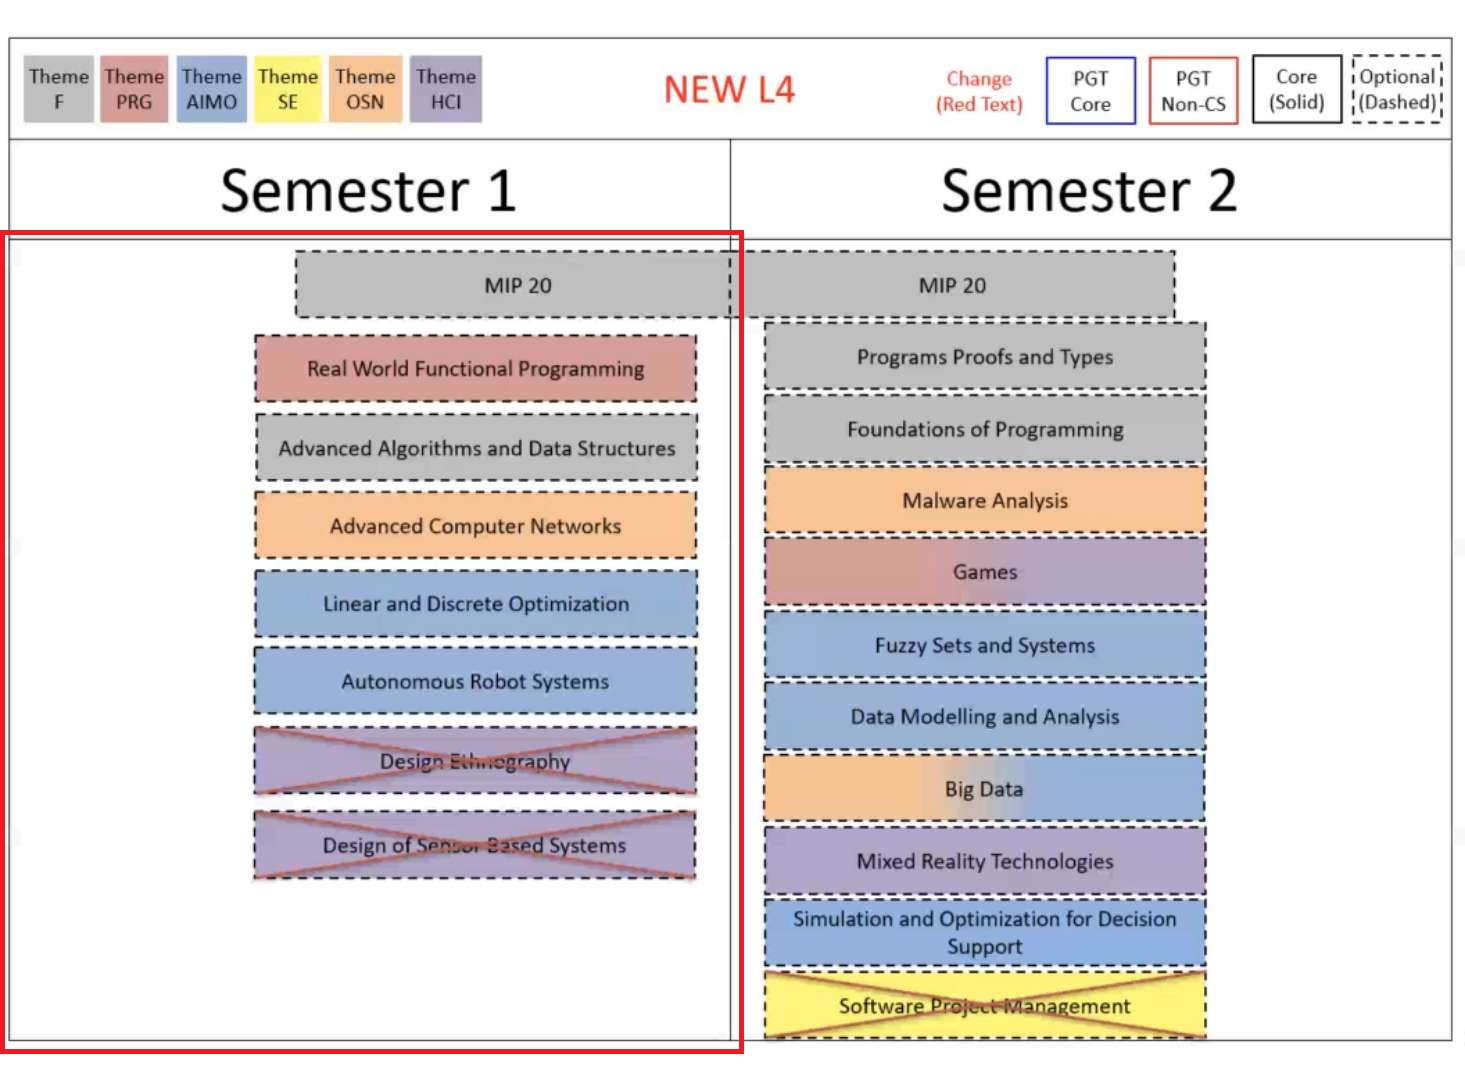 Theme
F
Theme
PRG
Theme
AIMO
Theme
SE
Theme
OSN
Theme
HCI
NEW L4
Change
(Red Text)
PGT
Core
PGT
Non-CS
Core
(Solid)
Optional
(Dashed)
Semester 1
Semester 2
MIP 20
Real World Functional Programming
Advanced Algorithms and Data Structures
Advanced Computer Networks
Linear and Discrete Optimization
Autonomous Robot Systems
Design Ethnography
Design of Sensor Based Systems
MIP 20
Programs Proofs and Types
Foundations of Programming
Malware Analysis
Games
Fuzzy Sets and Systems
Data Modelling and Analysis
Big Data
Mixed Reality Technologies
Simulation and Optimization for Decision
Support
Software Project Management